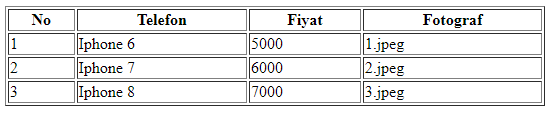 No Telefon Fiyat Fotograf
1 Iphone 6 5000 1.jpeg
2 Iphone 7 6000 2.jpeg
3 Iphone 8 7000 3.jpeg